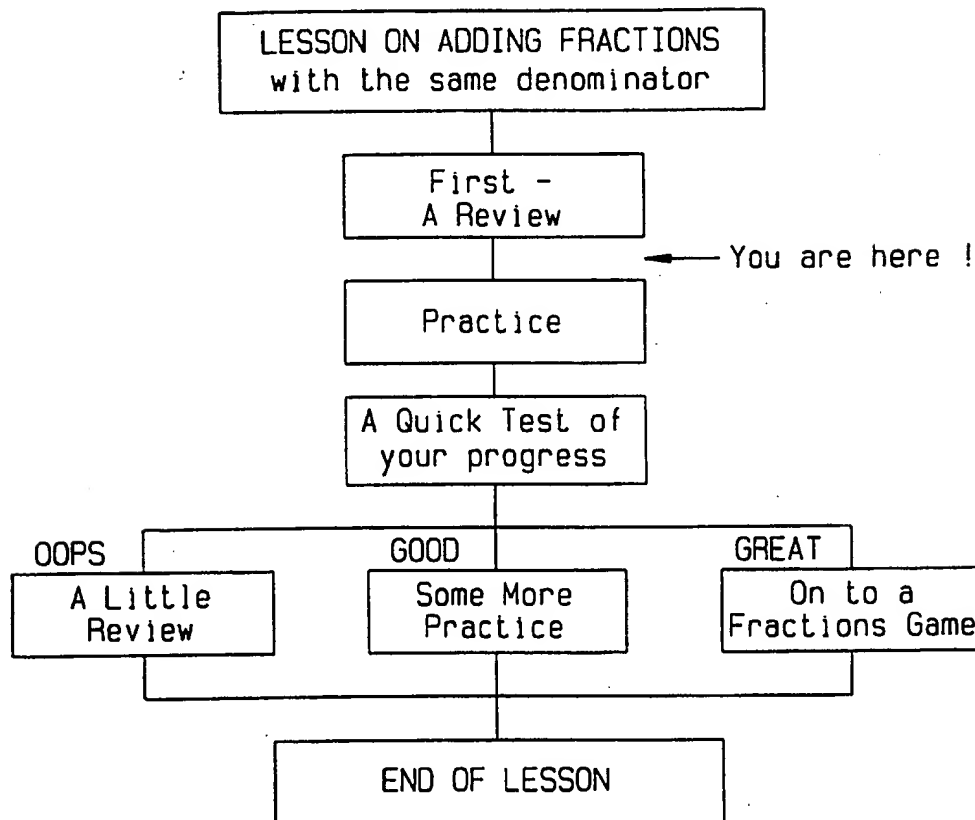 LESSON ON ADDING FRACTIONS
with the same denominator
First -
A Review
You are here !
Practice
A Quick Test of
your progress
OOPS
A Little
Review
GOOD
Some More
Practice
GREAT
On to a
Fractions Game
END OF LESSON